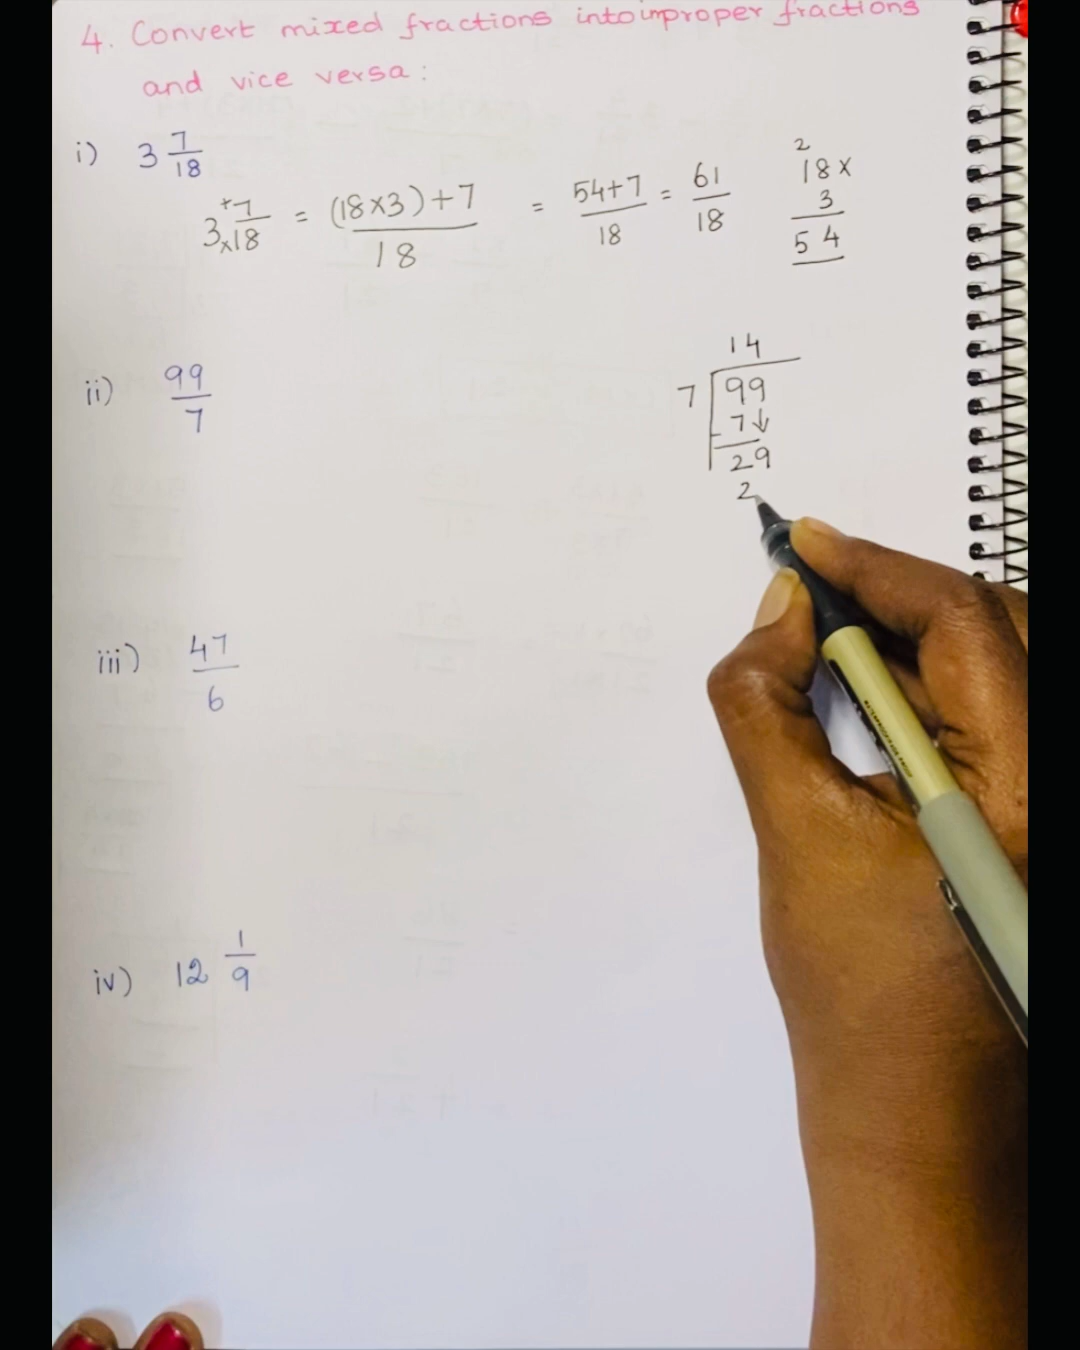 4. Convert mixed fractions into improper fractions
and vice versa :
i) 3 7/18
3 +7/×18 = (18×3)+7/18 = 54+7/18 = 61/18
2
18 ×
3
54
ii) 99/7
14
7 99
- 7↓
29
2
iii) 47/6
iv) 12 1/9